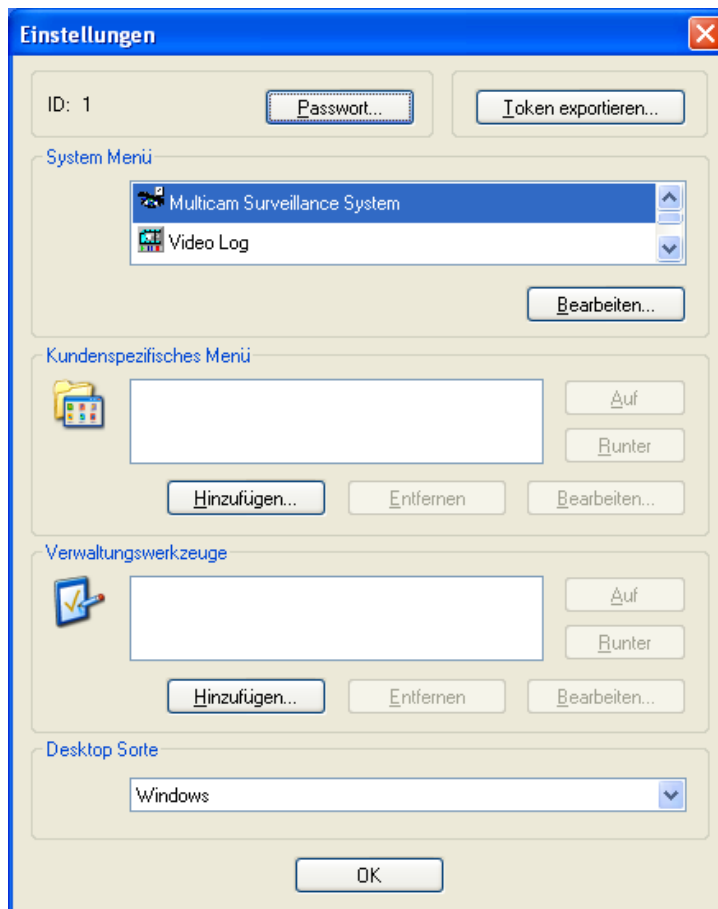 Einstellungen
ID: 1
Passwort...
Token exportieren...
System Menü
Multicam Surveillance System
Video Log
Bearbeiten...
Kundenspezifisches Menü
Auf
Runter
Hinzufügen...
Entfernen
Bearbeiten...
Verwaltungswerkzeuge
Auf
Runter
Hinzufügen...
Entfernen
Bearbeiten...
Desktop Sorte
Windows
OK